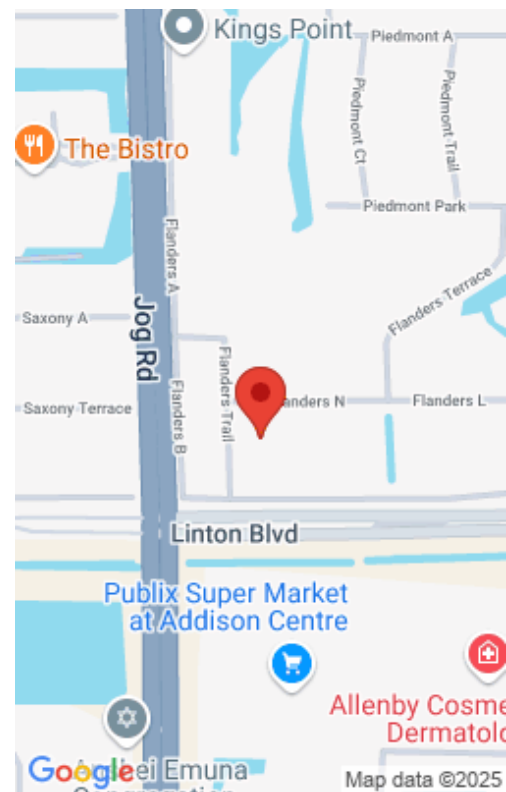 Kings Point
Piedmont A
The Bistro
Piedmont Ct
Piedmont Trail
Piedmont Park
Flanders A
Flanders Terrace
Saxony A
Jog Rd
Flanders Trail
Flanders N
Flanders L
Saxony Terrace
Flanders B
Linton Blvd
Publix Super Market
at Addison Centre
Allenby Cosme
Dermatolo
Google
Emuna
Map data ©2025